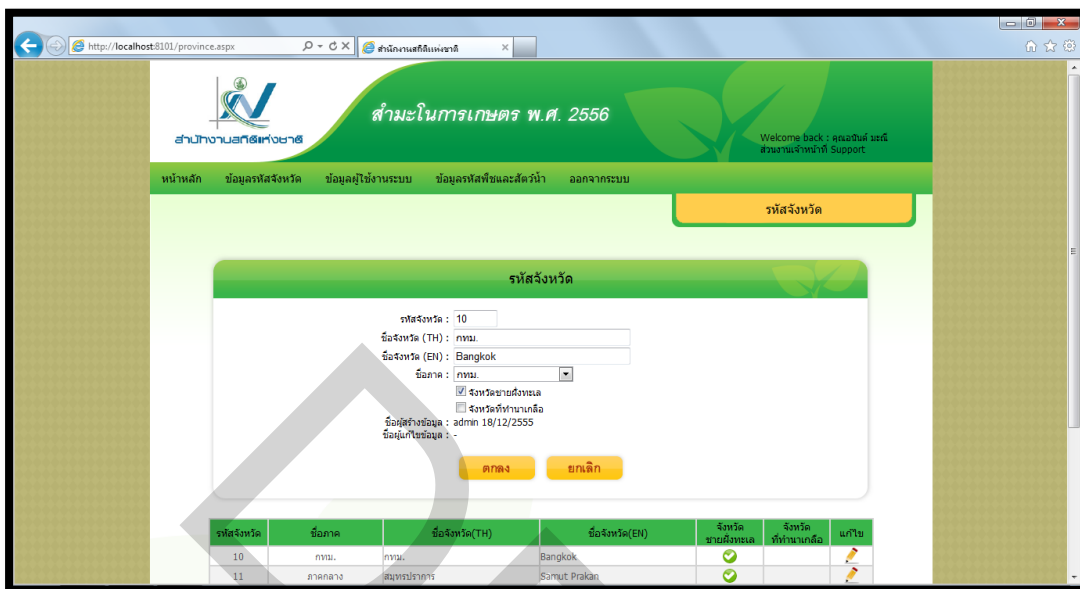 http://localhost:8101/province.aspx
สำนักงานสถิติแห่งชาติ
สำนักงานสถิติแห่งชาติ
สำมะโนการเกษตร พ.ศ. 2556
Welcome back : คุณอนันต์ มะณี
ส่วนงานเจ้าหน้าที่ Support
หน้าหลัก ข้อมูลรหัสจังหวัด ข้อมูลผู้ใช้งานระบบ ข้อมูลรหัสพืชและสัตว์น้ำ ออกจากระบบ
รหัสจังหวัด
รหัสจังหวัด
รหัสจังหวัด : 10
ชื่อจังหวัด (TH) : กทม.
ชื่อจังหวัด (EN) : Bangkok
ชื่อภาค : กทม.
จังหวัดชายฝั่งทะเล
จังหวัดที่ทำนาเกลือ
ชื่อผู้สร้างข้อมูล : admin 18/12/2555
ชื่อผู้แก้ไขข้อมูล : -
ตกลง ยกเลิก
รหัสจังหวัด ชื่อภาค ชื่อจังหวัด(TH) ชื่อจังหวัด(EN) จังหวัดชายฝั่งทะเล จังหวัดที่ทำนาเกลือ แก้ไข
10 กทม. กทม. Bangkok
11 ภาคกลาง สมุทรปราการ Samut Prakan